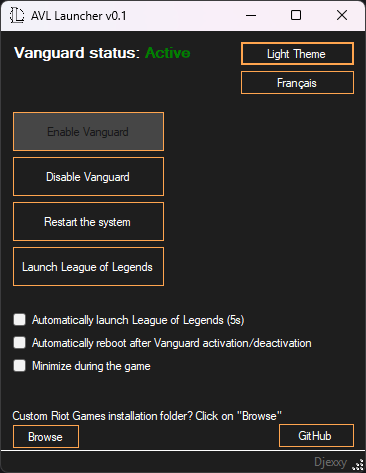 AVL Launcher v0.1
Vanguard status: Active
Light Theme
Français
Enable Vanguard
Disable Vanguard
Restart the system
Launch League of Legends
Automatically launch League of Legends (5s)
Automatically reboot after Vanguard activation/deactivation
Minimize during the game
Custom Riot Games installation folder? Click on "Browse"
Browse
GitHub
Djexxy